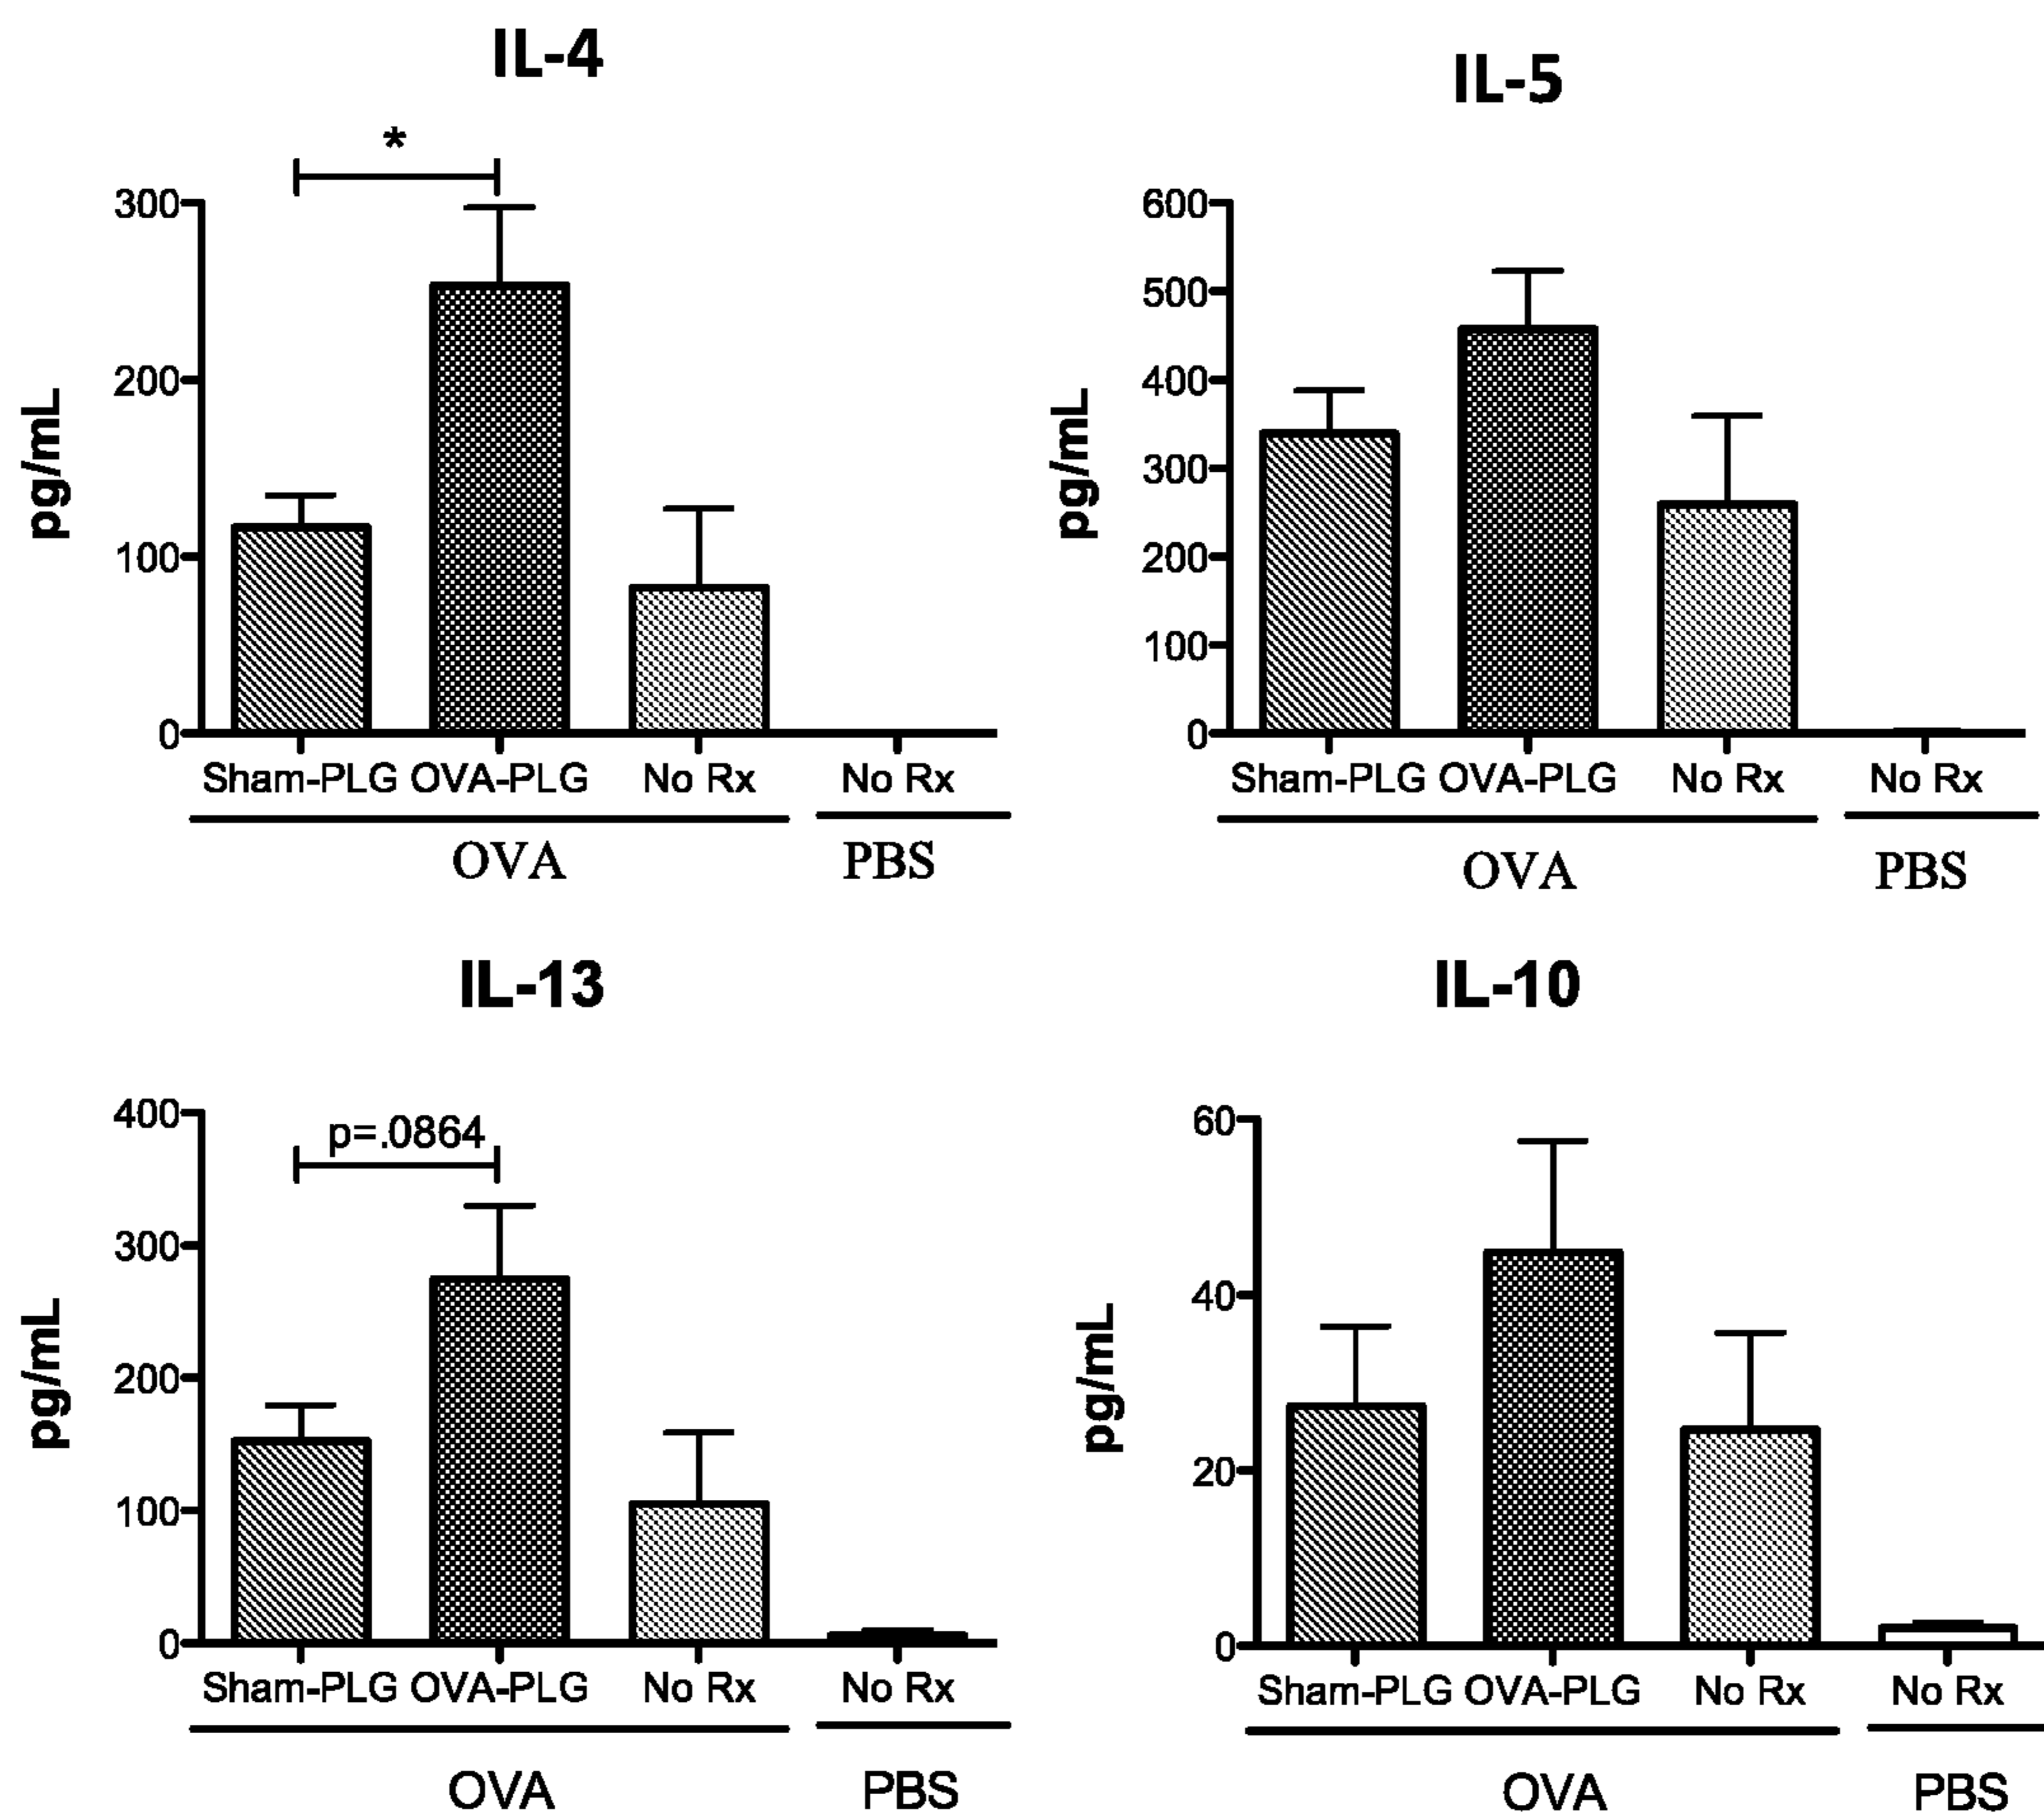 IL-4
*
300
200
100
0
pg/mL
Sham-PLG OVA-PLG No Rx No Rx
OVA PBS
IL-5
600
500
400
300
200
100
0
pg/mL
Sham-PLG OVA-PLG No Rx No Rx
OVA PBS
IL-13
p=.0864
400
300
200
100
0
pg/mL
Sham-PLG OVA-PLG No Rx No Rx
OVA PBS
IL-10
60
40
20
0
pg/mL
Sham-PLG OVA-PLG No Rx No Rx
OVA PBS